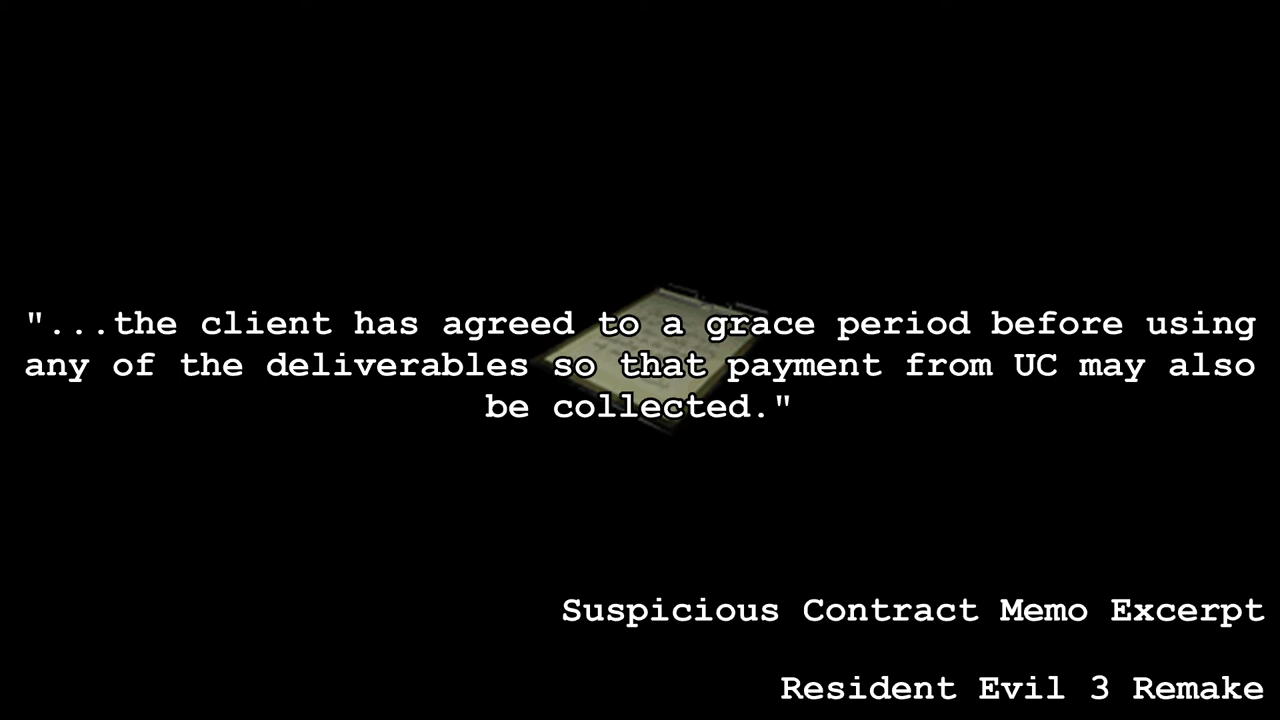 "...the client has agreed to a grace period before using
any of the deliverables so that payment from UC may also
be collected."
Suspicious Contract Memo Excerpt
Resident Evil 3 Remake